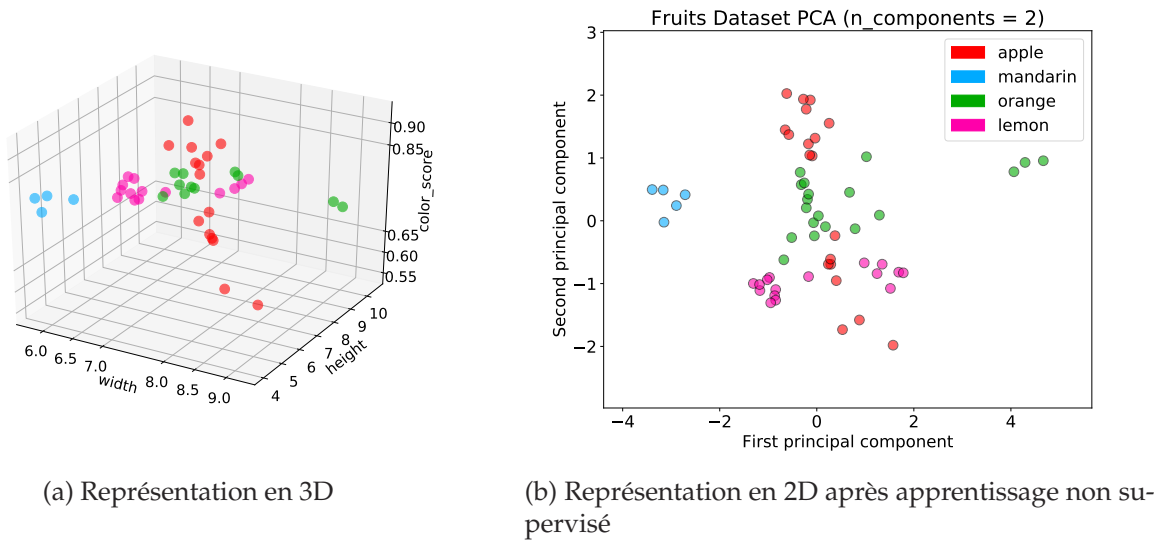 Fruits Dataset PCA (n_components = 2)
apple
mandarin
orange
lemon
3
2
1
0
−1
−2
Second principal component
−4
−2
0
2
4
First principal component
0.90
0.85
0.65
0.60
0.55
color_score
10
9
8
7
6
5
4
height
6.0
6.5
7.0
8.0
8.5
9.0
width
(a) Représentation en 3D
(b) Représentation en 2D après apprentissage non su-
pervisé